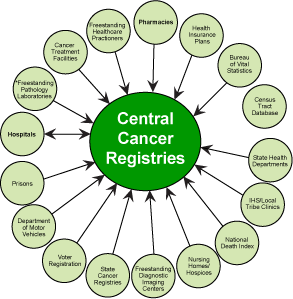 Pharmacies
Health
Insurance
Plans
Bureau
of Vital
Statistics
Census
Tract
Database
State Health
Departments
IHS/Local
Tribe Clinics
National
Death Index
Nursing
Homes/
Hospices
Freestanding
Diagnostic
Imaging
Centers
State
Cancer
Registries
Voter
Registration
Department
of Motor
Vehicles
Prisons
Hospitals
*Freestanding
Pathology
Laboratories
Cancer
Treatment
Facilities
Freestanding
Healthcare
Practioners
Central
Cancer
Registries